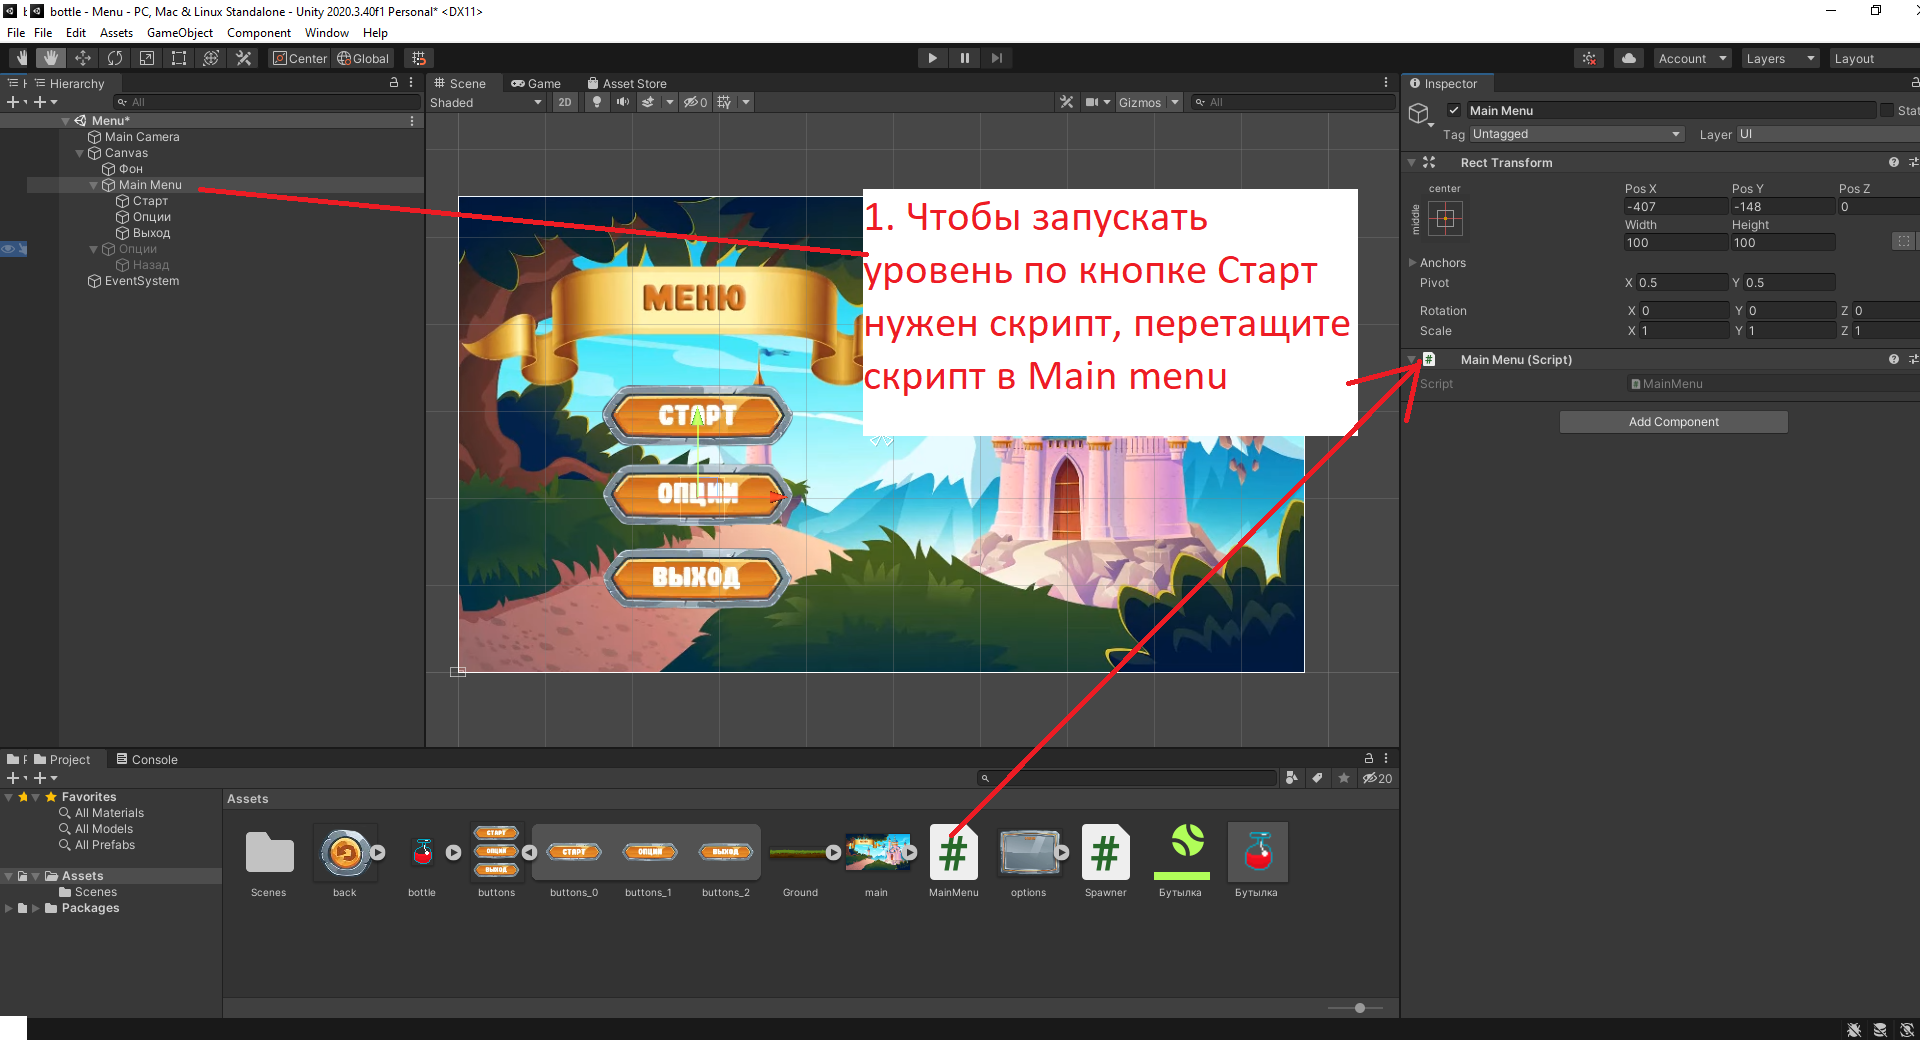 bottle - Menu - PC, Mac & Linux Standalone - Unity 2020.3.40f1 Personal* <DX11>
File File Edit Assets GameObject Component Window Help
Center Global Account Layers Layout
Hierarchy
All
Menu*
Main Camera
Canvas
Фон
Main Menu
Старт
Опции
Выход
Опции
Назад
EventSystem
Scene Game Asset Store
Shaded 2D 0 Gizmos All
МЕНЮ
СТАРТ
ОПЦИИ
ВЫХОД
1. Чтобы запускать
уровень по кнопке Старт
нужен скрипт, перетащите
скрипт в Main menu
Inspector
Main Menu Stat
Tag Untagged Layer UI
Rect Transform
center
middle
Pos X Pos Y Pos Z
-407 -148 0
Width Height
100 100
Anchors
Pivot X 0.5 Y 0.5
Rotation X 0 Y 0 Z 0
Scale X 1 Y 1 Z 1
# Main Menu (Script)
Script MainMenu
Add Component
Project Console
20
Favorites
All Materials
All Models
All Prefabs
Assets
Scenes
Packages
Assets
СТАРТ
ОПЦИИ
ВЫХОД
СТАРТ ОПЦИИ ВЫХОД
# #
Scenes back bottle buttons buttons_0 buttons_1 buttons_2 Ground main MainMenu options Spawner Бутылка Бутылка